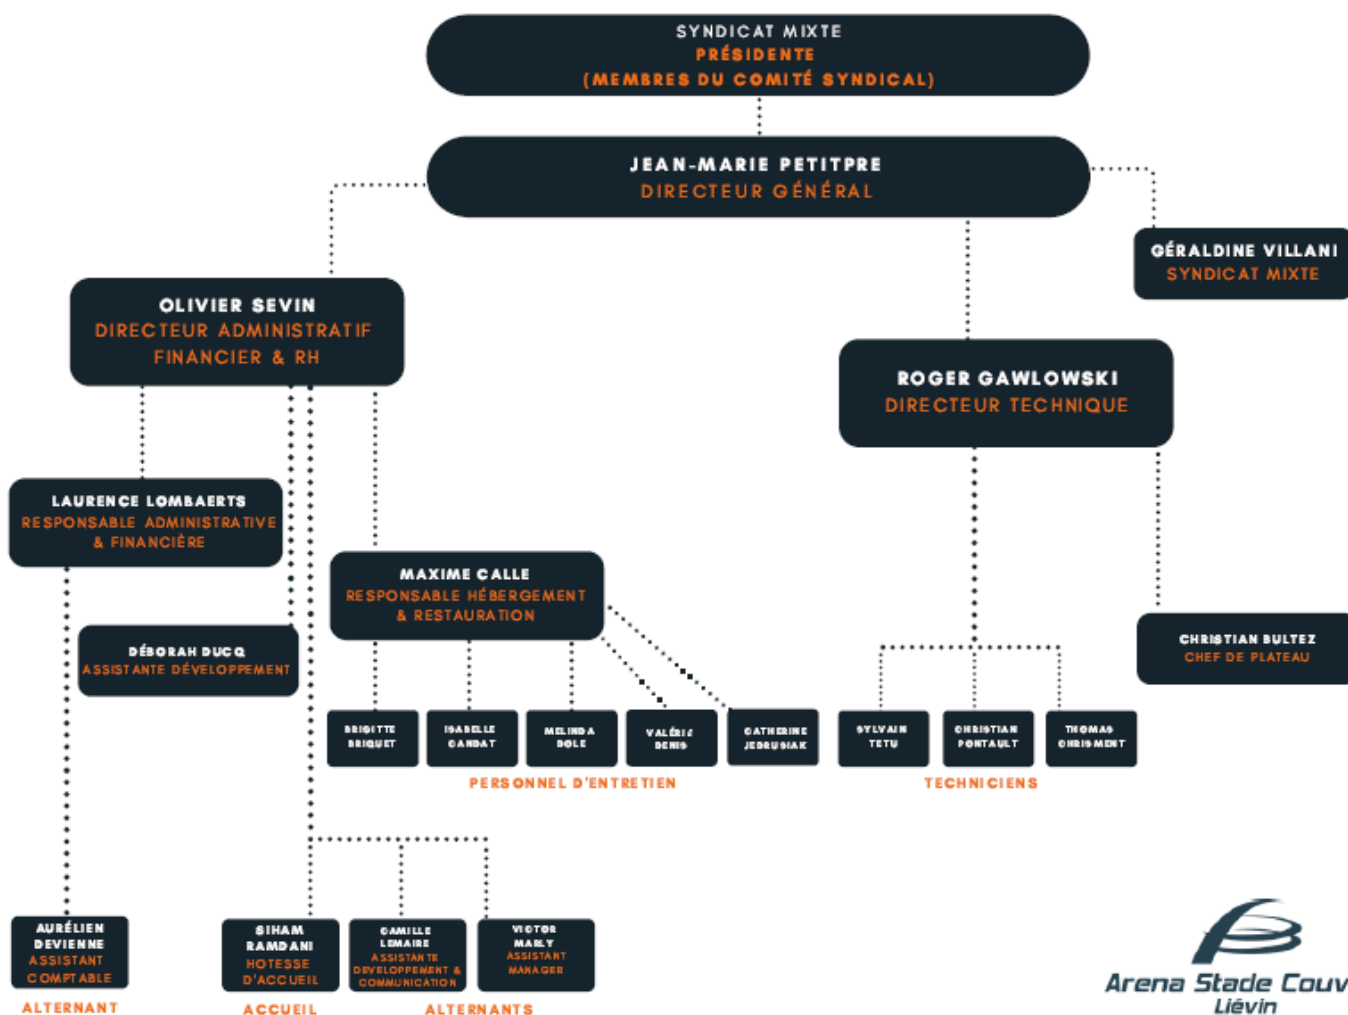 SYNDICAT MIXTE
PRÉSIDENTE
(MEMBRES DU COMITÉ SYNDICAL)
JEAN-MARIE PETITPRE
DIRECTEUR GÉNÉRAL
GÉRALDINE VILLANI
SYNDICAT MIXTE
OLIVIER SEVIN
DIRECTEUR ADMINISTRATIF
FINANCIER & RH
ROGER GAWLOWSKI
DIRECTEUR TECHNIQUE
LAURENCE LOMBAERTS
RESPONSABLE ADMINISTRATIVE
& FINANCIÈRE
MAXIME CALLE
RESPONSABLE HÉBERGEMENT
& RESTAURATION
DÉBORAH DUCQ
ASSISTANTE DÉVELOPPEMENT
CHRISTIAN BULTEZ
CHEF DE PLATEAU
BRIGITTE
BRIQUET
ISABELLE
CANDAT
MELINDA
DOLE
VALÉRIE
DENIS
CATHERINE
JEDRUSIAK
SYLVAIN
TETU
CHRISTIAN
PONTAULT
THOMAS
CHRISMENT
PERSONNEL D'ENTRETIEN
TECHNICIENS
AURÉLIEN
DEVIENNE
ASSISTANT
COMPTABLE
SIHAM
RAMDANI
HOTESSE
D'ACCUEIL
CAMILLE
LEMAIRE
ASSISTANTE
DEVELOPPEMENT &
COMMUNICATION
VICTOR
MARLY
ASSISTANT
MANAGER
ALTERNANT
ACCUEIL
ALTERNANTS
Arena Stade Couv
Liévin